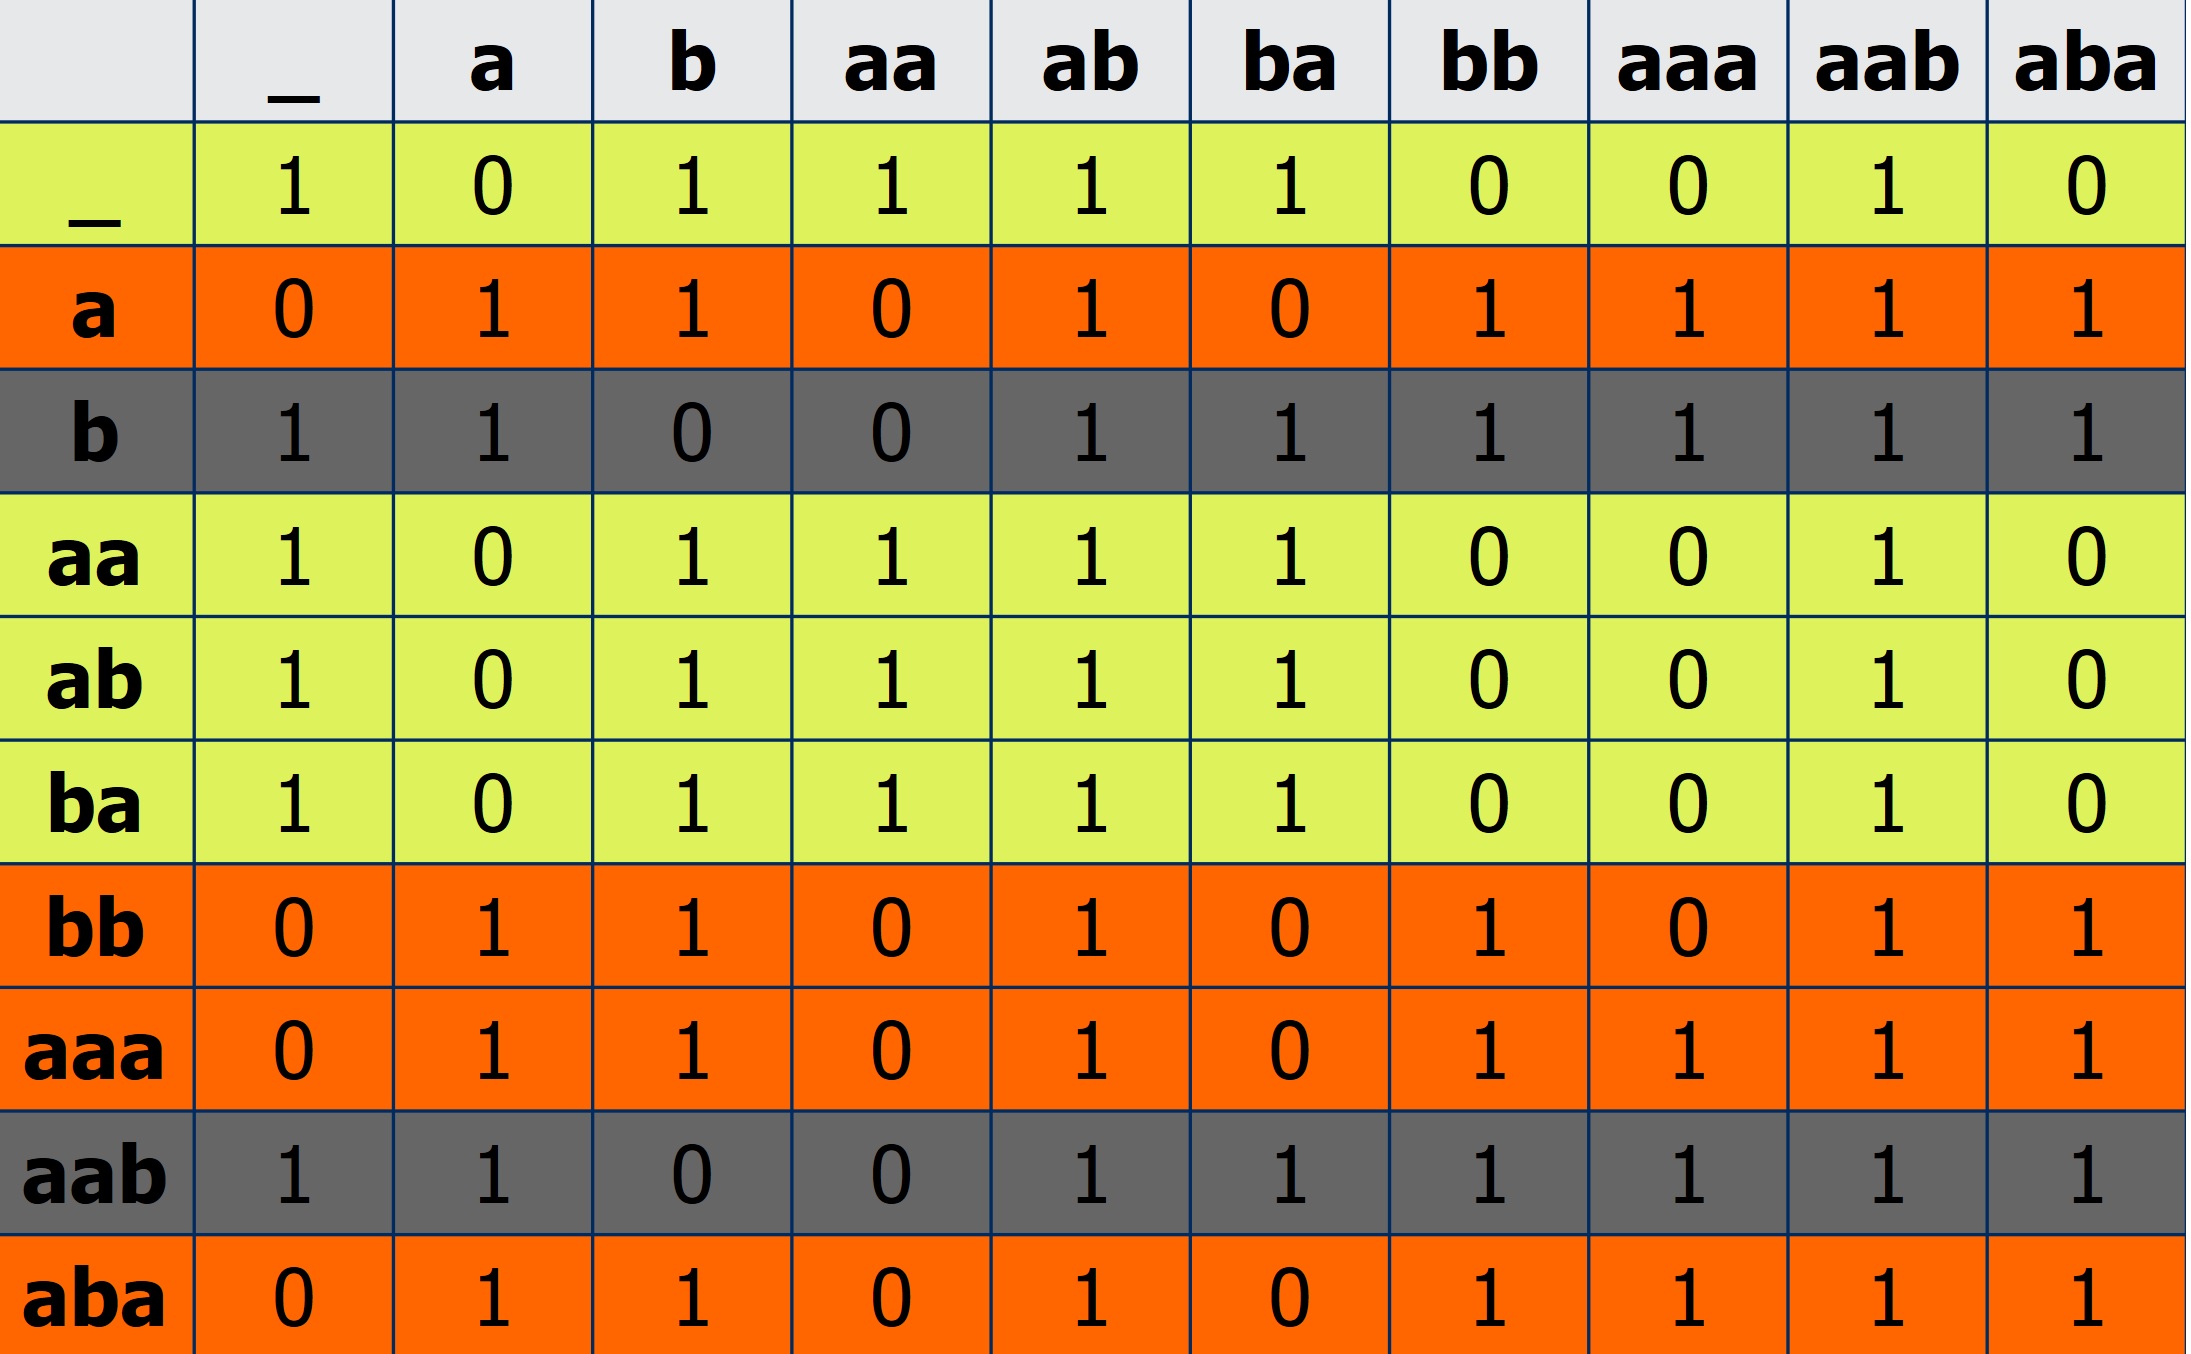 _ a b aa ab ba bb aaa aab aba
_ 1 0 1 1 1 1 0 0 1 0
a 0 1 1 0 1 0 1 1 1 1
b 1 1 0 0 1 1 1 1 1 1
aa 1 0 1 1 1 1 0 0 1 0
ab 1 0 1 1 1 1 0 0 1 0
ba 1 0 1 1 1 1 0 0 1 0
bb 0 1 1 0 1 0 1 0 1 1
aaa 0 1 1 0 1 0 1 1 1 1
aab 1 1 0 0 1 1 1 1 1 1
aba 0 1 1 0 1 0 1 1 1 1